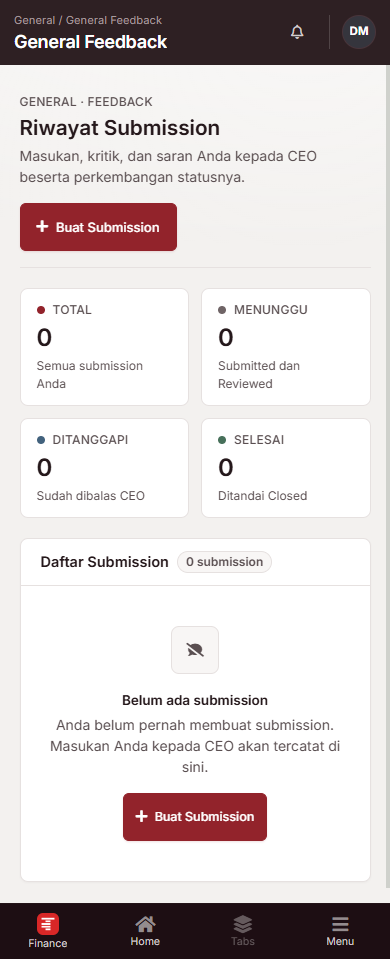 General / General Feedback
General Feedback
DM
GENERAL · FEEDBACK
Riwayat Submission
Masukan, kritik, dan saran Anda kepada CEO
beserta perkembangan statusnya.
+ Buat Submission
TOTAL
0
Semua submission
Anda
MENUNGGU
0
Submitted dan
Reviewed
DITANGGAPI
0
Sudah dibalas CEO
SELESAI
0
Ditandai Closed
Daftar Submission 0 submission
Belum ada submission
Anda belum pernah membuat submission.
Masukan Anda kepada CEO akan tercatat di
sini.
+ Buat Submission
Finance Home Tabs Menu